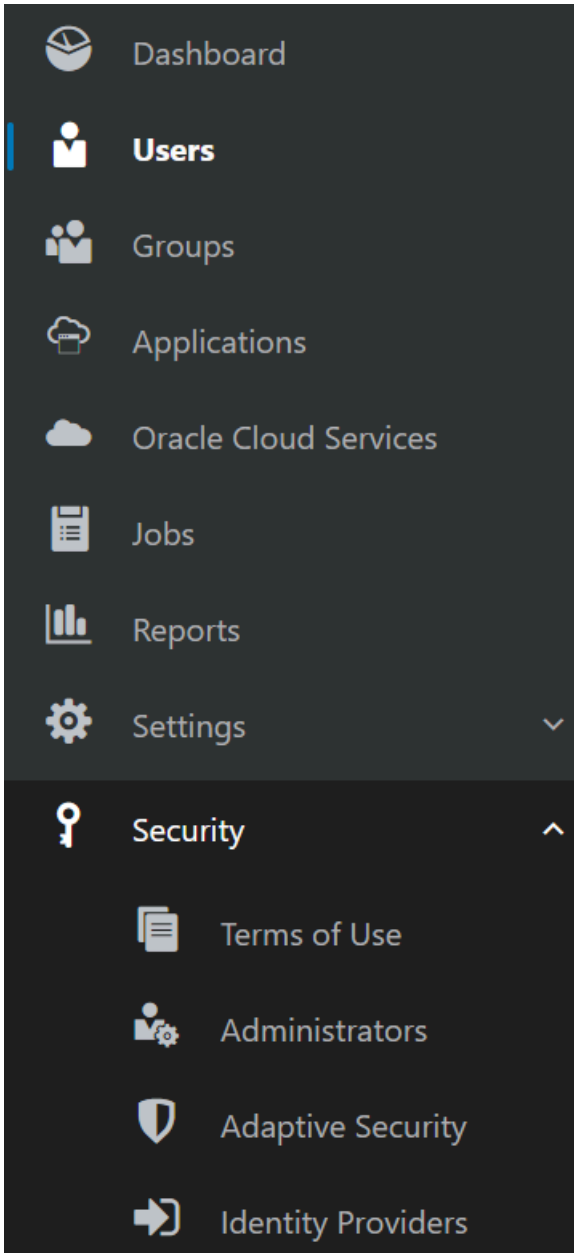 Dashboard
Users
Groups
Applications
Oracle Cloud Services
Jobs
Reports
Settings
Security
Terms of Use
Administrators
Adaptive Security
Identity Providers